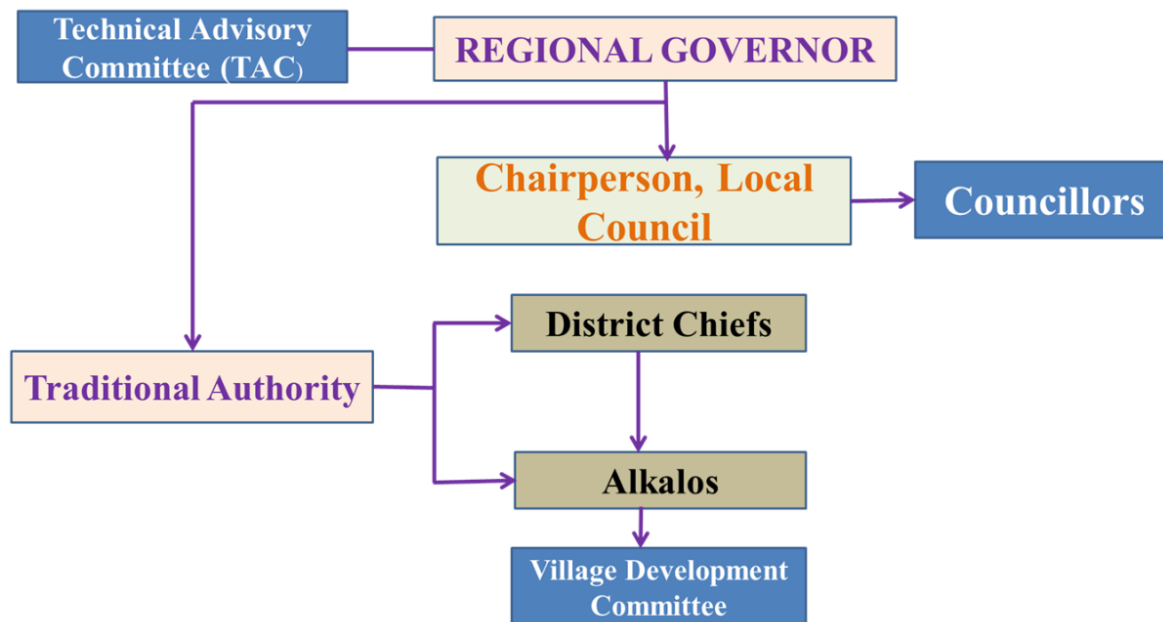 Technical Advisory
Committee (TAC)
REGIONAL GOVERNOR
Chairperson, Local
Council
Councillors
District Chiefs
Traditional Authority
Alkalos
Village Development
Committee